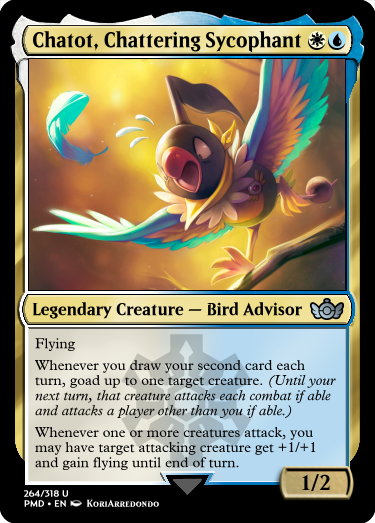 Chatot, Chattering Sycophant
Legendary Creature — Bird Advisor
Flying
Whenever you draw your second card each
turn, goad up to one target creature. (Until your
next turn, that creature attacks each combat if able
and attacks a player other than you if able.)
Whenever one or more creatures attack, you
may have target attacking creature get +1/+1
and gain flying until end of turn.
1/2
264/318 U
PMD • EN KoriArredondo